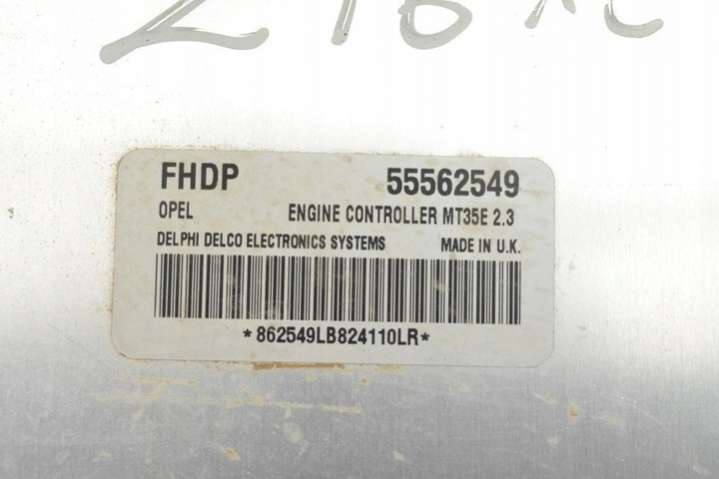 FHDP 55562549
OPEL ENGINE CONTROLLER MT35E 2.3
DELPHI DELCO ELECTRONICS SYSTEMS MADE IN U.K.
*862549LB824110LR*